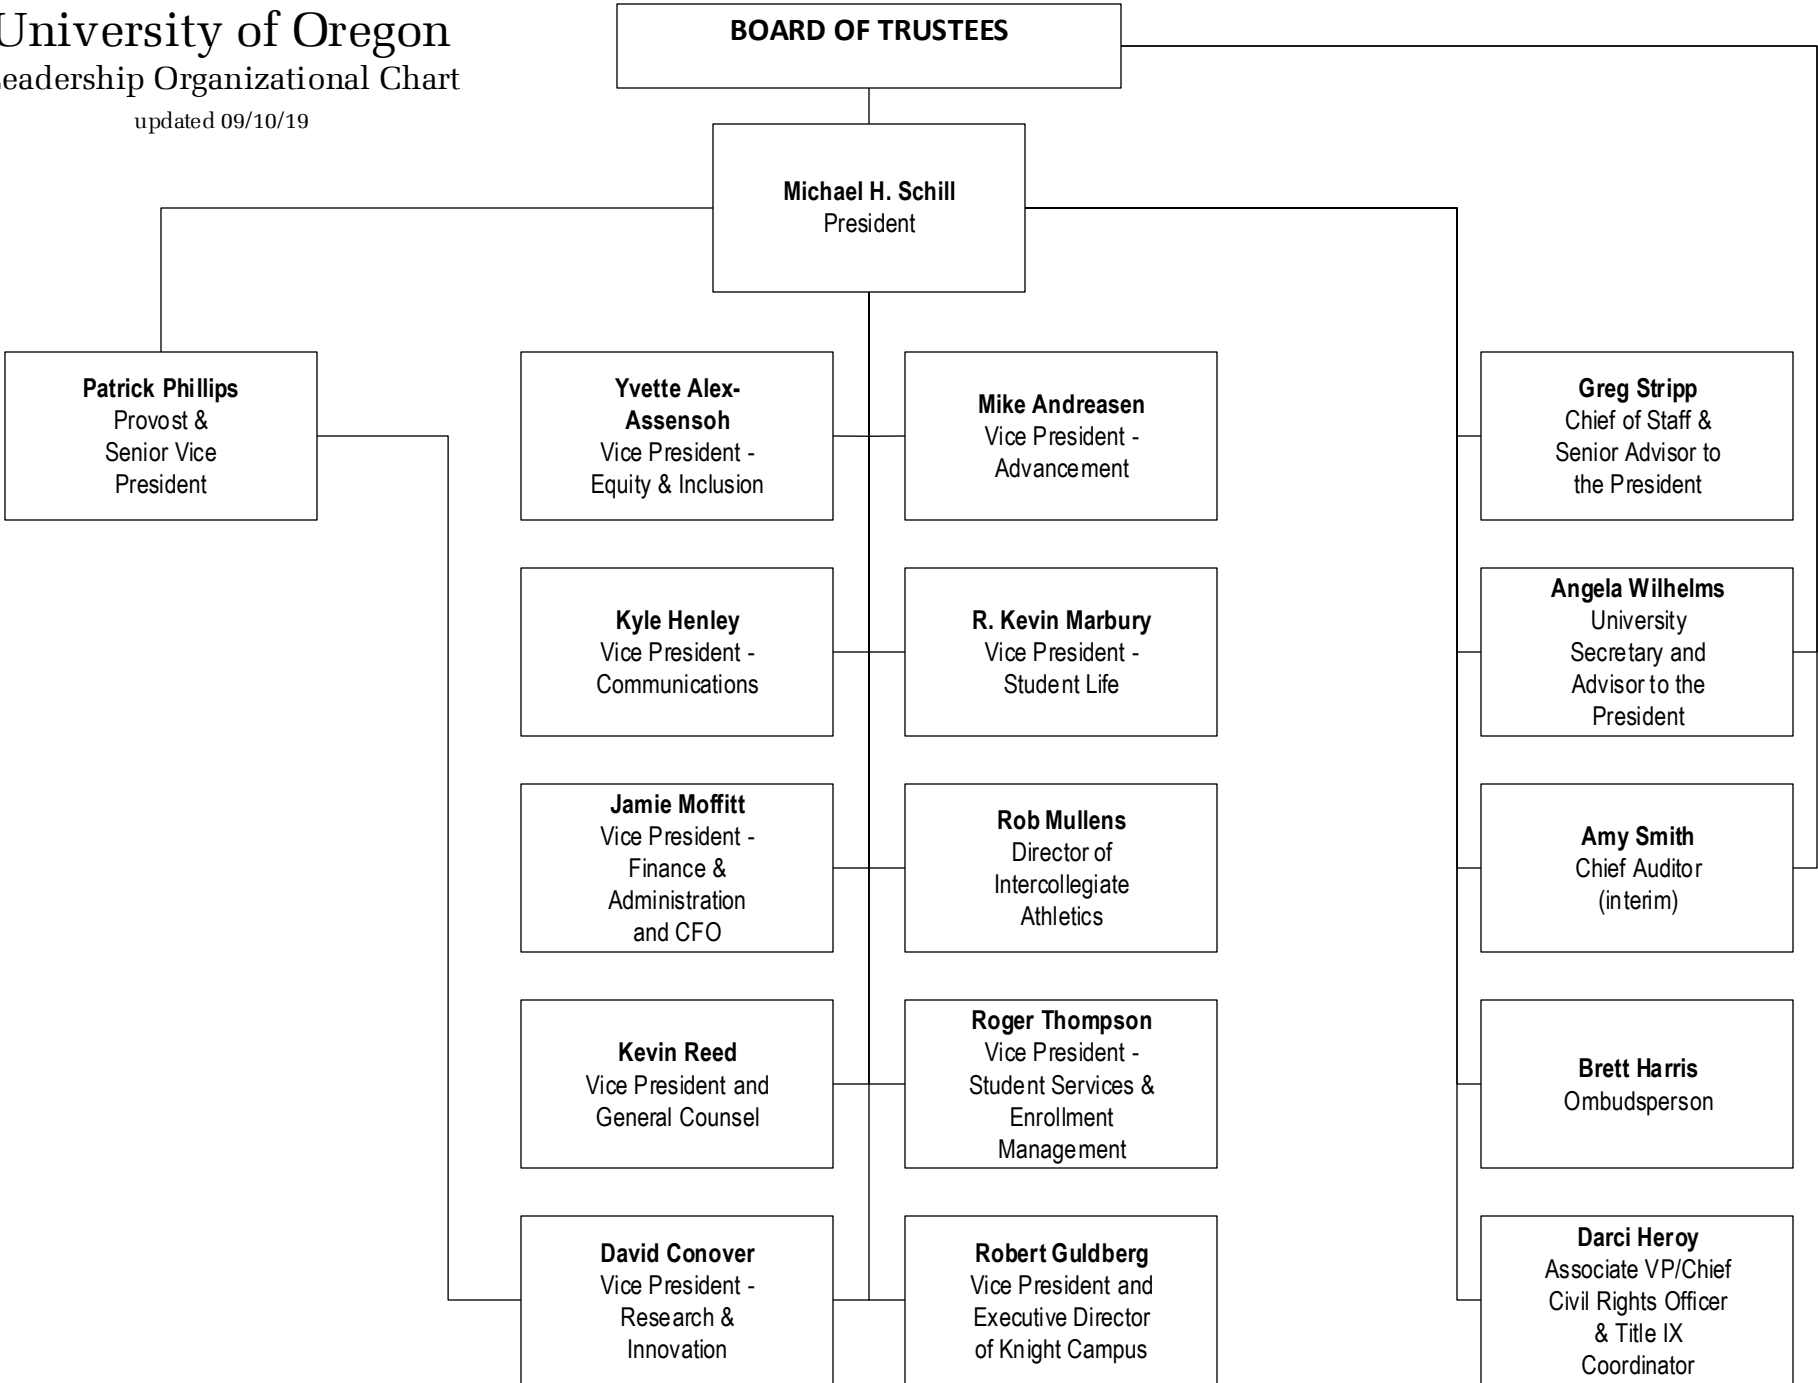 University of Oregon
eadership Organizational Chart
updated 09/10/19
BOARD OF TRUSTEES
Michael H. Schill
President
Patrick Phillips
Provost &
Senior Vice
President
Yvette Alex-
Assensoh
Vice President -
Equity & Inclusion
Mike Andreasen
Vice President -
Advancement
Greg Stripp
Chief of Staff &
Senior Advisor to
the President
Kyle Henley
Vice President -
Communications
R. Kevin Marbury
Vice President -
Student Life
Angela Wilhelms
University
Secretary and
Advisor to the
President
Jamie Moffitt
Vice President -
Finance &
Administration
and CFO
Rob Mullens
Director of
Intercollegiate
Athletics
Amy Smith
Chief Auditor
(interim)
Kevin Reed
Vice President and
General Counsel
Roger Thompson
Vice President -
Student Services &
Enrollment
Management
Brett Harris
Ombudsperson
David Conover
Vice President -
Research &
Innovation
Robert Guldberg
Vice President and
Executive Director
of Knight Campus
Darci Heroy
Associate VP/Chief
Civil Rights Officer
& Title IX
Coordinator